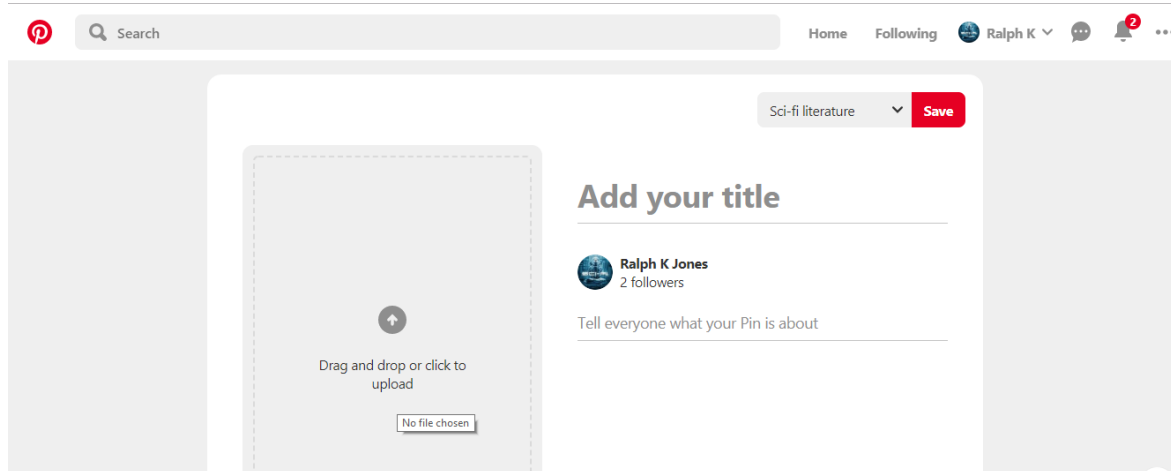 Search
Home Following Ralph K 2
Sci-fi literature Save
Add your title
Ralph K Jones
2 followers
Tell everyone what your Pin is about
Drag and drop or click to
upload
No file chosen